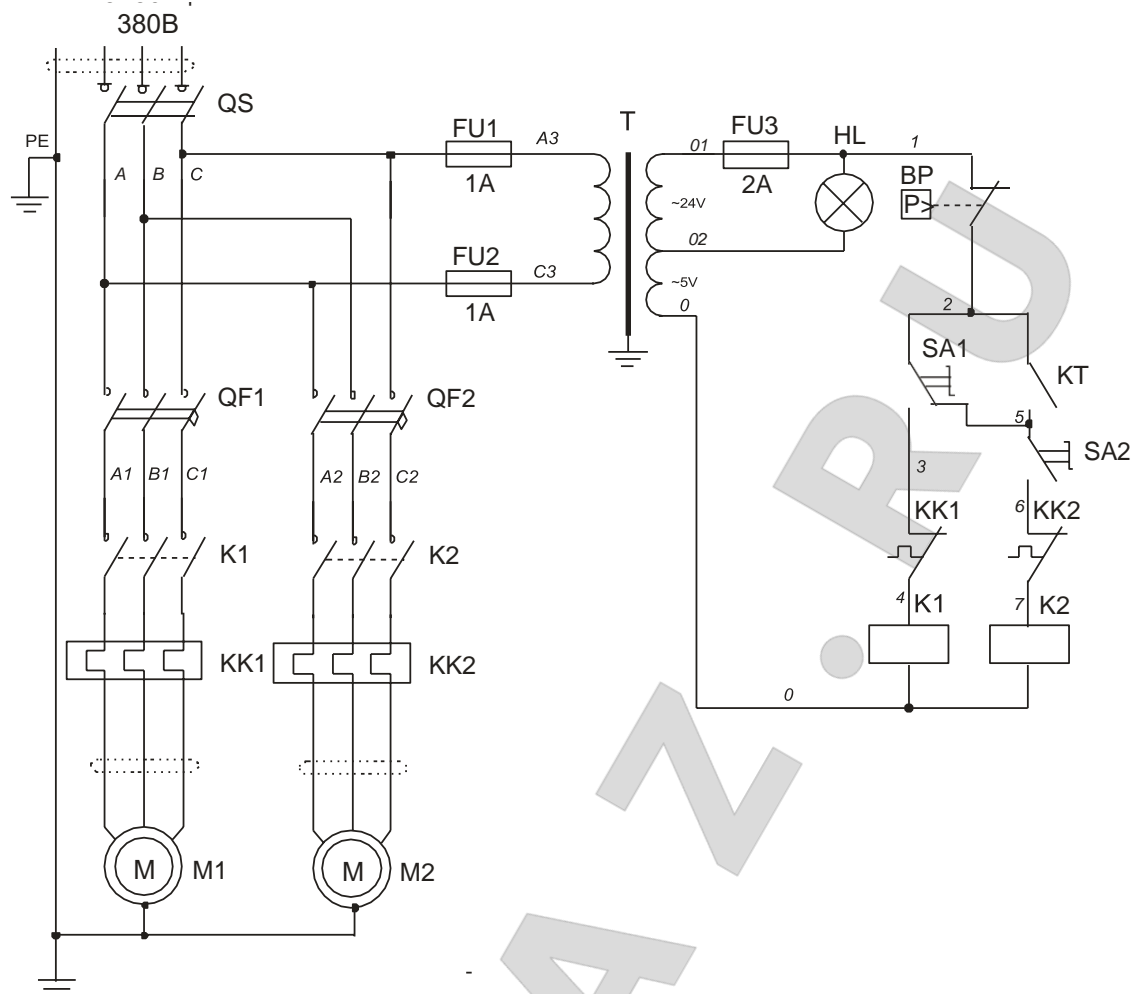 380В
QS
PE
A B C
FU1
1A
A3
T
01
FU3
2A
HL
1
BP
P
~24V
02
FU2
1A
C3
~5V
0
2
SA1
KT
5
SA2
QF1
QF2
A1 B1 C1
A2 B2 C2
3
KK1
6
KK2
K1
K2
4
K1
7
K2
KK1
KK2
0
M
M1
M
M2
AZ.RU